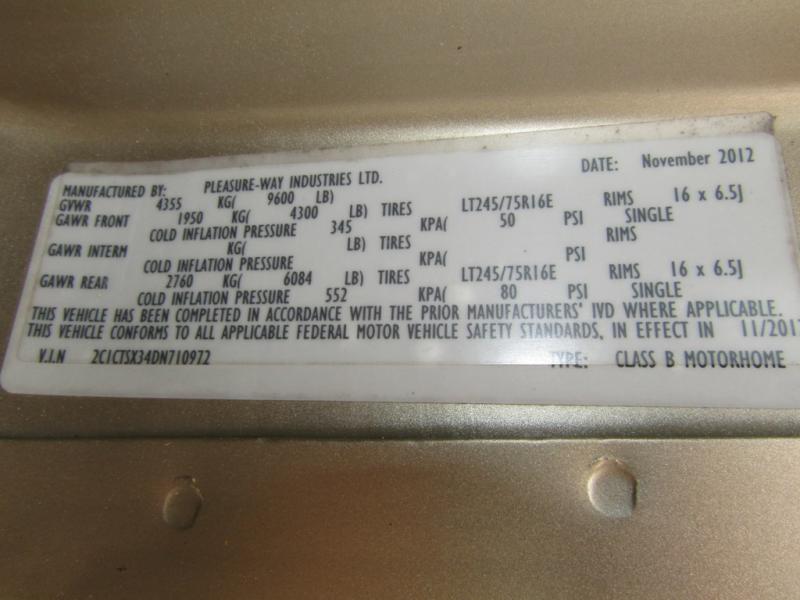 MANUFACTURED BY: PLEASURE-WAY INDUSTRIES LTD. DATE: November 2012
GVWR 4355 KG( 9600 LB)
GAWR FRONT 1950 KG( 4300 LB) TIRES LT245/75R16E RIMS 16 x 6.5J
COLD INFLATION PRESSURE 345 KPA( 50 PSI SINGLE
GAWR INTERM KG( LB) TIRES RIMS
COLD INFLATION PRESSURE KPA( PSI
GAWR REAR 2760 KG( 6084 LB) TIRES LT245/75R16E RIMS 16 x 6.5J
COLD INFLATION PRESSURE 552 KPA( 80 PSI SINGLE
THIS VEHICLE HAS BEEN COMPLETED IN ACCORDANCE WITH THE PRIOR MANUFACTURERS' IVD WHERE APPLICABLE.
THIS VEHICLE CONFORMS TO ALL APPLICABLE FEDERAL MOTOR VEHICLE SAFETY STANDARDS, IN EFFECT IN
V.I.N 2C1CTSX34DN710972 TYPE: CLASS B MOTORHOME